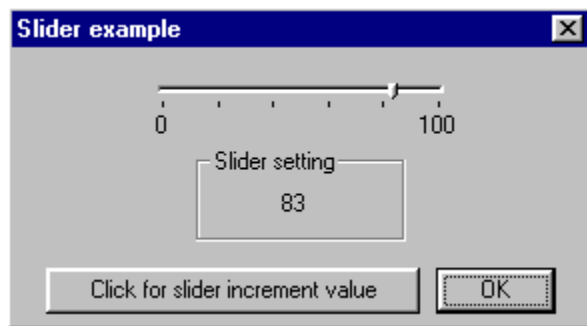 Slider example
0 100
Slider setting
83
Click for slider increment value OK